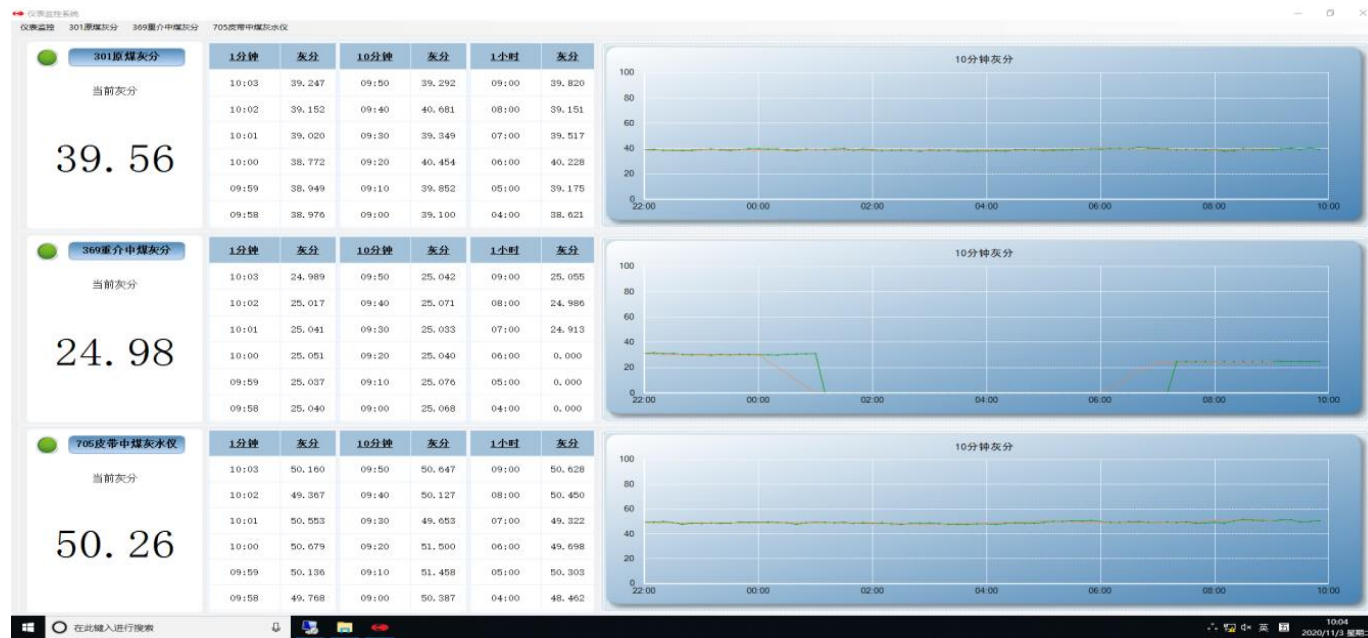 仪表监控系统
仪表监控 301原煤灰分 369重介中煤灰分 705皮带中煤灰水仪
301原煤灰分
当前灰分
39.56
1分钟 灰分 10分钟 灰分 1小时 灰分
10:03 39.247 09:50 39.292 09:00 39.820
10:02 39.152 09:40 40.681 08:00 39.151
10:01 39.020 09:30 39.349 07:00 39.517
10:00 38.772 09:20 40.454 06:00 40.228
09:59 38.949 09:10 39.852 05:00 39.175
09:58 38.976 09:00 39.100 04:00 38.621
10分钟灰分
100
80
60
40
20
0
22:00 00:00 02:00 04:00 06:00 08:00 10:00
369重介中煤灰分
当前灰分
24.98
1分钟 灰分 10分钟 灰分 1小时 灰分
10:03 24.989 09:50 25.042 09:00 25.055
10:02 25.017 09:40 25.071 08:00 24.986
10:01 25.041 09:30 25.033 07:00 24.913
10:00 25.051 09:20 25.040 06:00 0.000
09:59 25.037 09:10 25.076 05:00 0.000
09:58 25.040 09:00 25.068 04:00 0.000
10分钟灰分
100
80
60
40
20
0
22:00 00:00 02:00 04:00 06:00 08:00 10:00
705皮带中煤灰水仪
当前灰分
50.26
1分钟 灰分 10分钟 灰分 1小时 灰分
10:03 50.160 09:50 50.647 09:00 50.628
10:02 49.367 09:40 50.127 08:00 50.450
10:01 50.553 09:30 49.653 07:00 49.322
10:00 50.679 09:20 51.500 06:00 49.698
09:59 50.136 09:10 51.458 05:00 50.303
09:58 49.768 09:00 50.387 04:00 48.462
10分钟灰分
100
80
60
40
20
0
22:00 00:00 02:00 04:00 06:00 08:00 10:00
在此键入进行搜索
英
10:04
2020/11/3